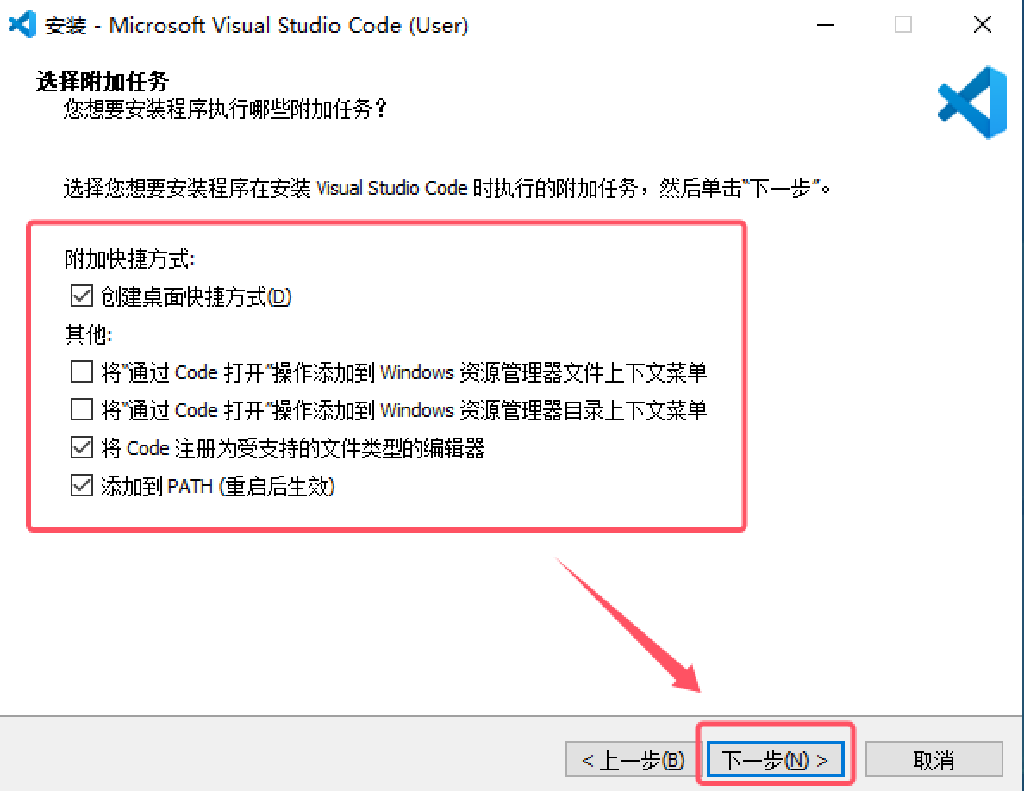 安装 - Microsoft Visual Studio Code (User)
选择附加任务
您想要安装程序执行哪些附加任务？
选择您想要安装程序在安装 Visual Studio Code 时执行的附加任务，然后单击“下一步”。
附加快捷方式:
创建桌面快捷方式(D)
其他:
将“通过 Code 打开”操作添加到 Windows 资源管理器文件上下文菜单
将“通过 Code 打开”操作添加到 Windows 资源管理器目录上下文菜单
将 Code 注册为受支持的文件类型的编辑器
添加到 PATH (重启后生效)
< 上一步(B) 下一步(N) > 取消